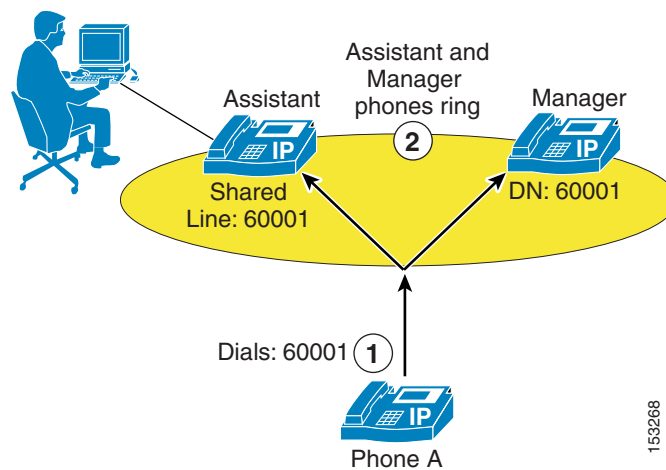 Assistant and
Manager
phones ring
2
Assistant
IP
Shared
Line: 60001
Manager
IP
DN: 60001
Dials: 60001 1
IP
Phone A
153268